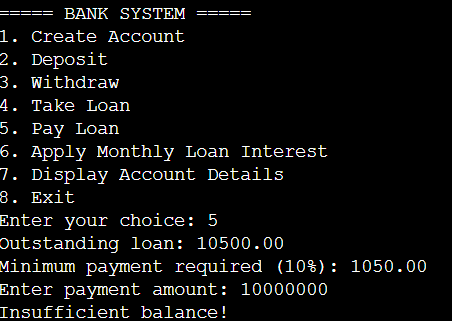 ===== BANK SYSTEM =====
1. Create Account
2. Deposit
3. Withdraw
4. Take Loan
5. Pay Loan
6. Apply Monthly Loan Interest
7. Display Account Details
8. Exit
Enter your choice: 5
Outstanding loan: 10500.00
Minimum payment required (10%): 1050.00
Enter payment amount: 10000000
Insufficient balance!